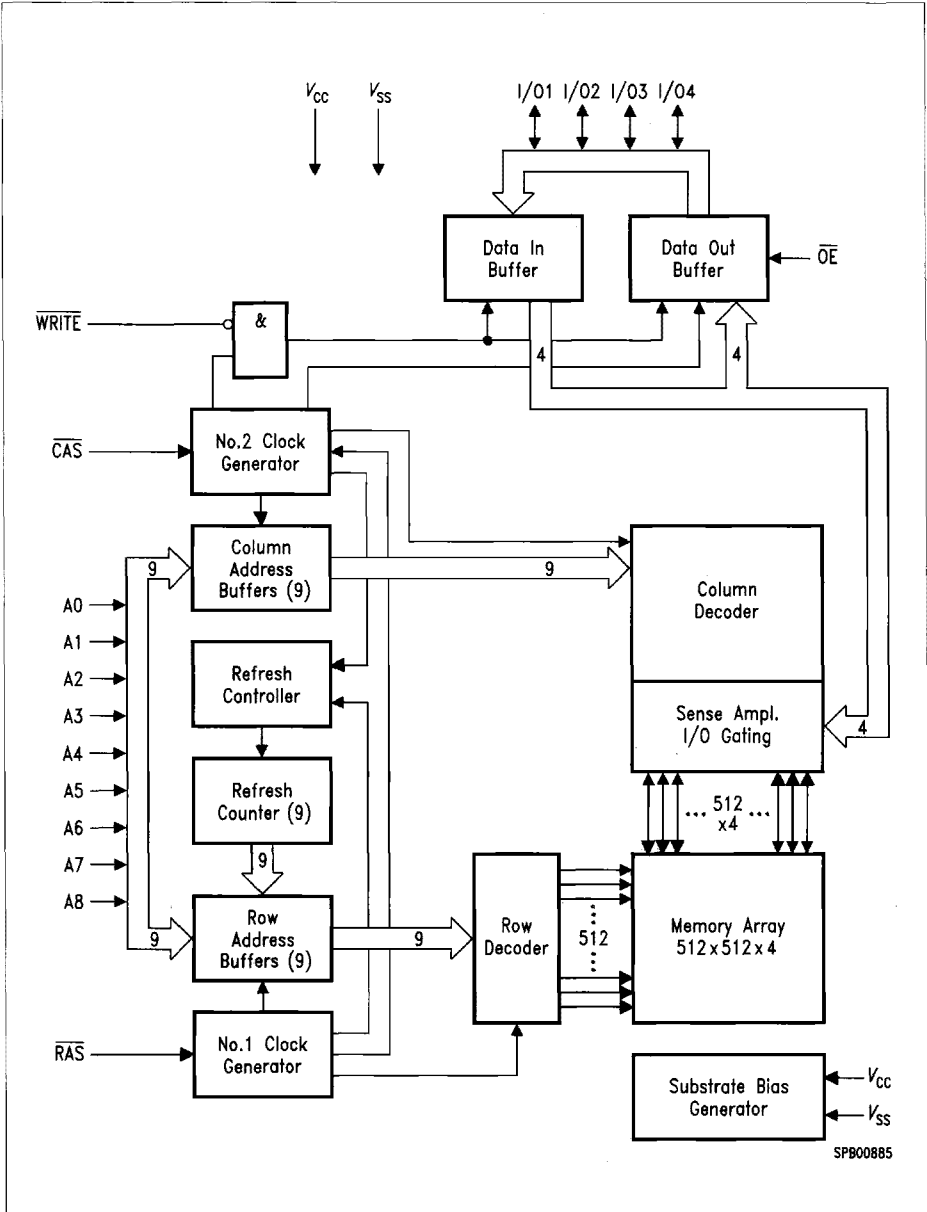 VCC VSS
I/O1 I/O2 I/O3 I/O4
Data In
Buffer
Data Out
Buffer
OE
WRITE
&
4
4
CAS
No.2 Clock
Generator
9
Column
Address
Buffers (9)
9
Column
Decoder
A0
A1
A2
A3
A4
A5
A6
A7
A8
Refresh
Controller
Sense Ampl.
I/O Gating
4
Refresh
Counter (9)
... 512 ...
x4
9
9
Row
Address
Buffers (9)
9
Row
Decoder
512
Memory Array
512x512x4
RAS
No.1 Clock
Generator
Substrate Bias
Generator
VCC
VSS
SPB00885